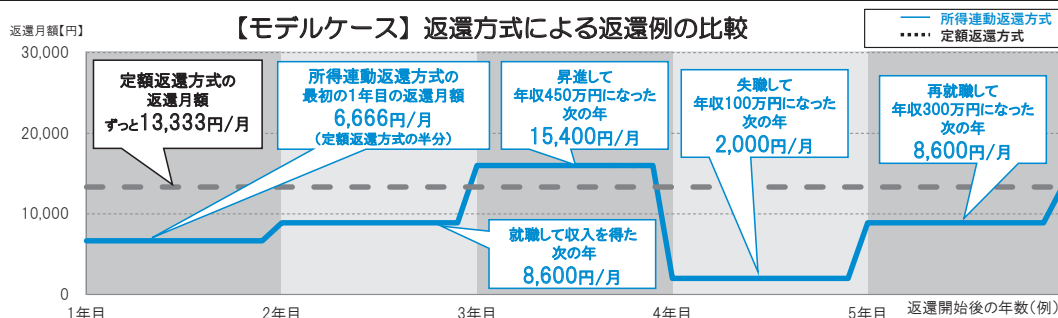 【モデルケース】返還方式による返還例の比較
返還月額【円】
所得連動返還方式
定額返還方式
30,000
20,000
10,000
0
定額返還方式の
返還月額
ずっと13,333円/月
所得連動返還方式の
最初の1年目の返還月額
6,666円/月
(定額返還方式の半分)
昇進して
年収450万円になった
次の年
15,400円/月
失職して
年収100万円になった
次の年
2,000円/月
再就職して
年収300万円になった
次の年
8,600円/月
就職して収入を得た
次の年
8,600円/月
1年目
2年目
3年目
4年目
5年目
返還開始後の年数(例)